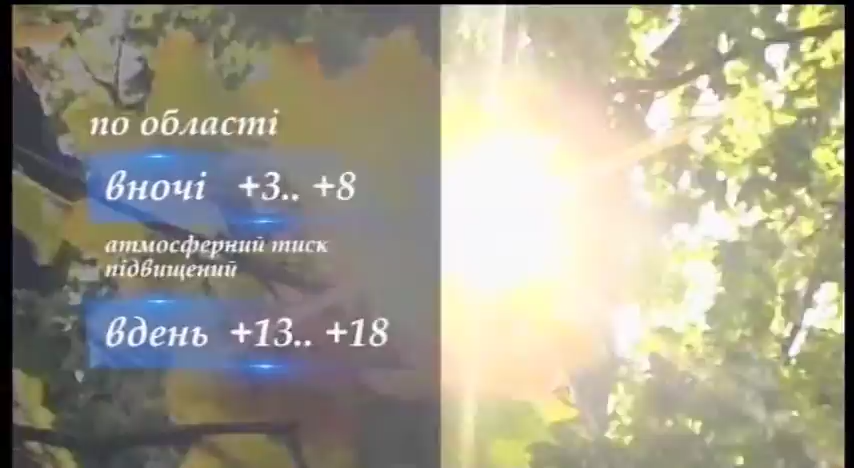 по області
вночі +3.. +8
атмосферний тиск
підвищений
вдень +13.. +18